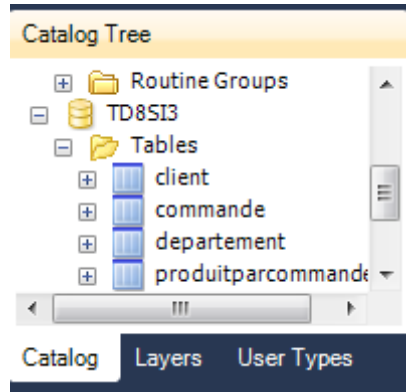 Catalog Tree
Routine Groups
TD8SI3
Tables
client
commande
departement
produitparcommande
Catalog Layers User Types